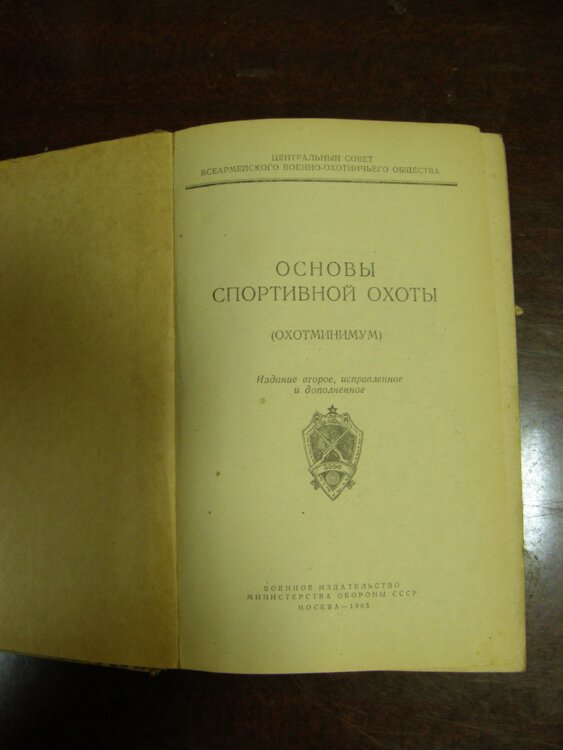 ЦЕНТРАЛЬНЫЙ СОВЕТ
ВСЕАРМЕЙСКОГО ВОЕННО-ОХОТНИЧЬЕГО ОБЩЕСТВА
ОСНОВЫ
СПОРТИВНОЙ ОХОТЫ
(ОХОТМИНИМУМ)
Издание второе, исправленное
и дополненное
ВОЕННОЕ ИЗДАТЕЛЬСТВО
МИНИСТЕРСТВА ОБОРОНЫ СССР
МОСКВА —